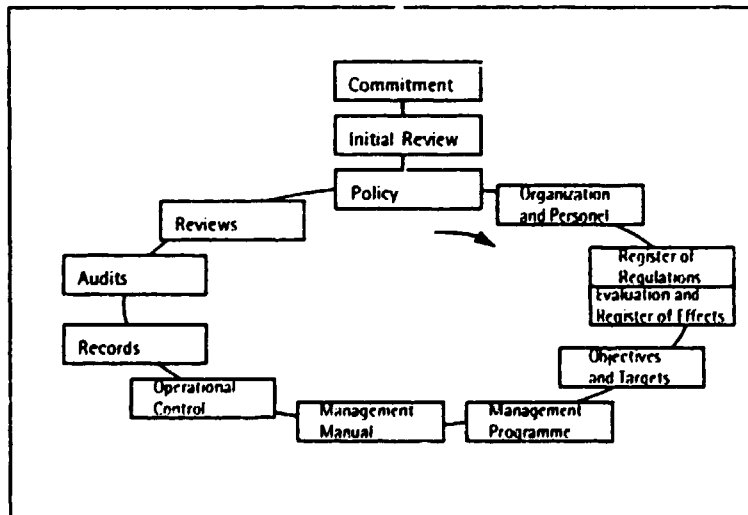 Commitment
Initial Review
Policy
Organization
and Personel
Register of
Regulations
Evaluation and
Register of Effects
Objectives
and Targets
Management
Programme
Management
Manual
Operational
Control
Records
Audits
Reviews